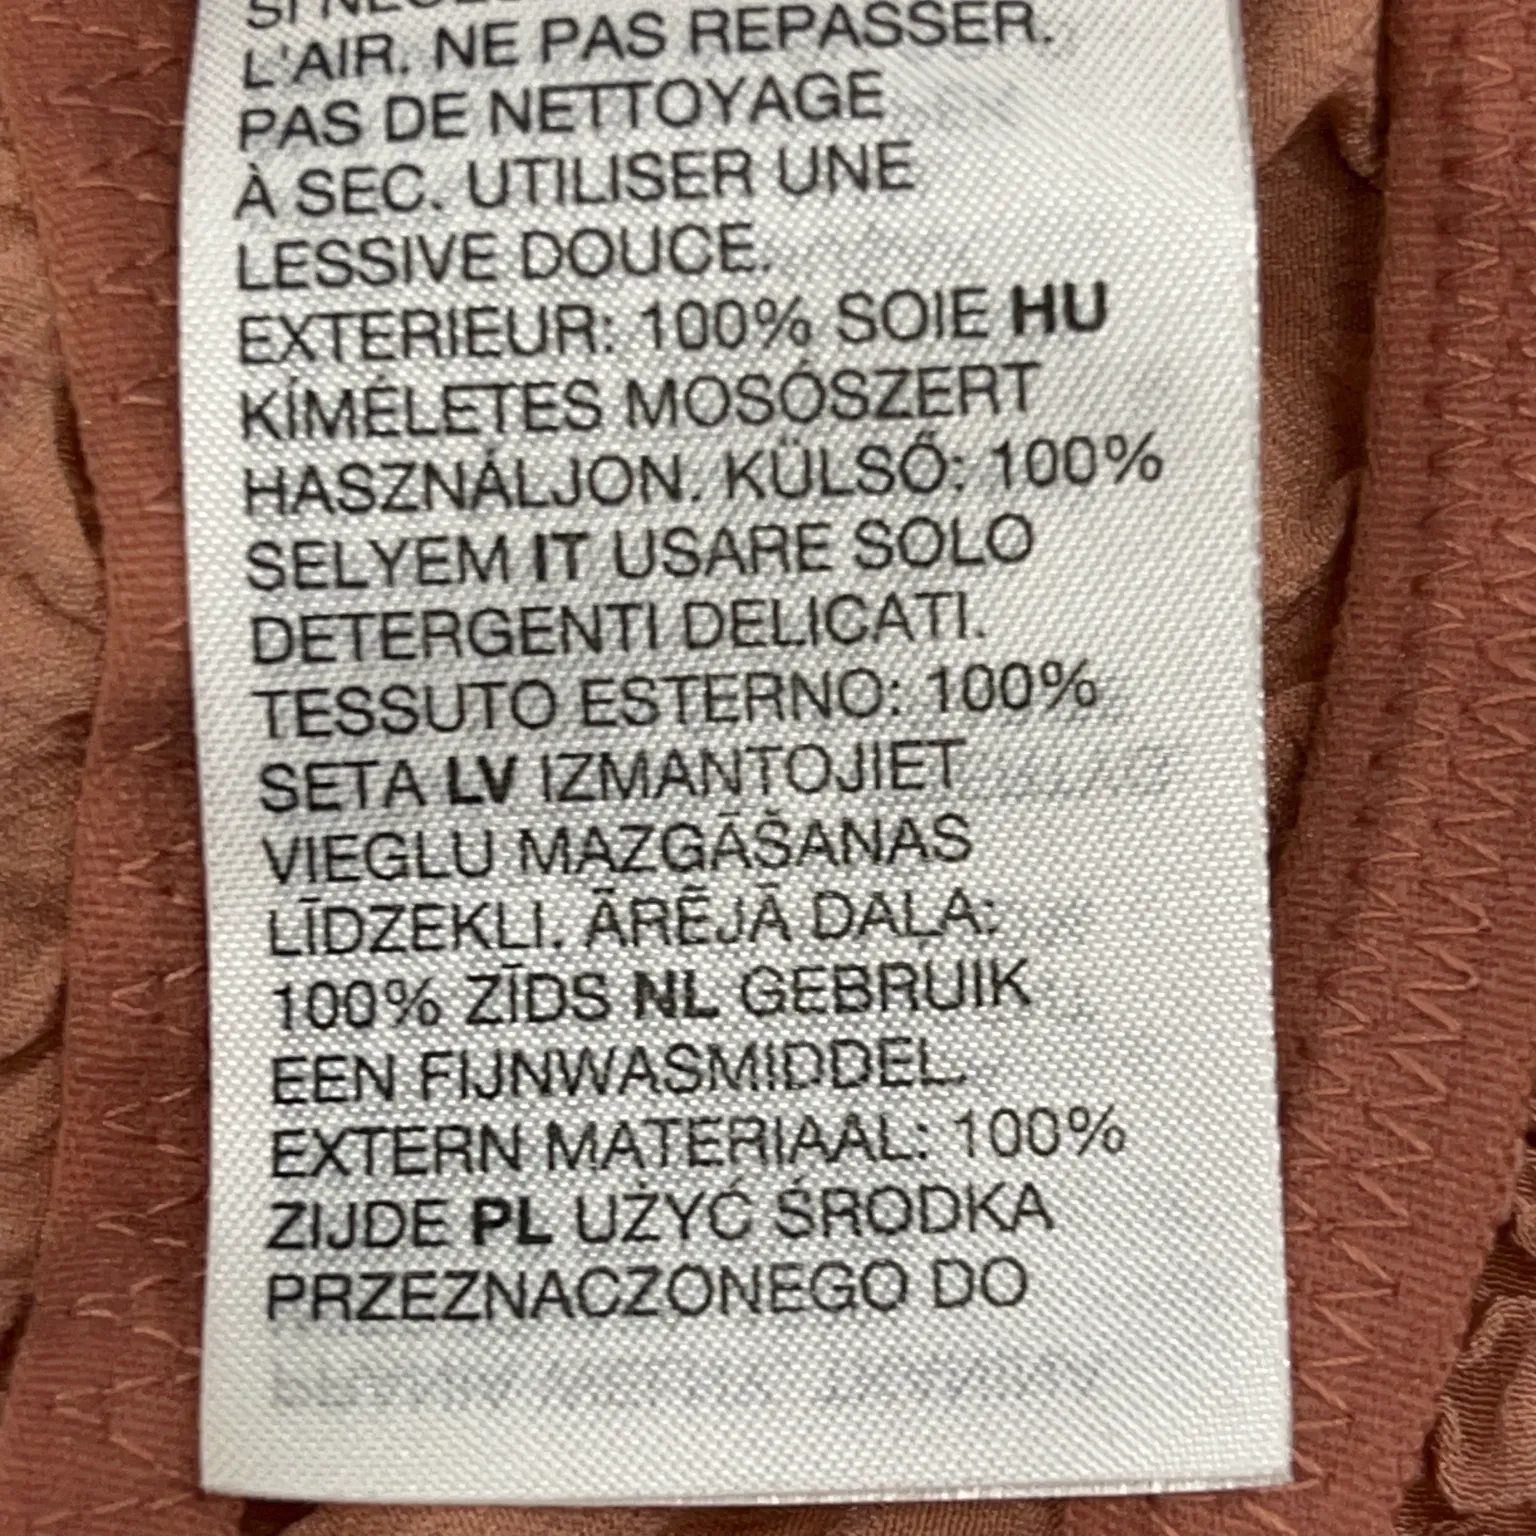 L'AIR. NE PAS REPASSER.
PAS DE NETTOYAGE
À SEC. UTILISER UNE
LESSIVE DOUCE.
EXTERIEUR: 100% SOIE HU
KÍMÉLETES MOSÓSZERT
HASZNÁLJON. KÜLSŐ: 100%
SELYEM IT USARE SOLO
DETERGENTI DELICATI.
TESSUTO ESTERNO: 100%
SETA LV IZMANTOJIET
VIEGLU MAZGĀŠANAS
LĪDZEKLI. ĀRĒJĀ DAĻA:
100% ZĪDS NL GEBRUIK
EEN FIJNWASMIDDEL.
EXTERN MATERIAAL: 100%
ZIJDE PL UŻYĆ ŚRODKA
PRZEZNACZONEGO DO